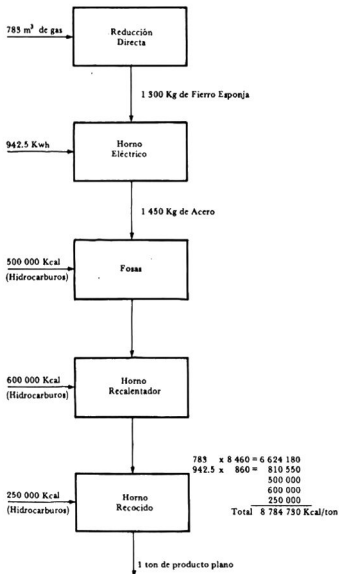 783 m³ de gas
Reducción
Directa
1 300 Kg de Fierro Esponja
942.5 Kwh
Horno
Eléctrico
1 450 Kg de Acero
500 000 Kcal
(Hidrocarburos)
Fosas
600 000 Kcal
(Hidrocarburos)
Horno
Recalentador
783 x 8 460 = 6 624 180
942.5 x 860 = 810 550
500 000
600 000
250 000
Total 8 784 730 Kcal/ton
250 000 Kcal
(Hidrocarburos)
Horno
Recocido
1 ton de producto plano